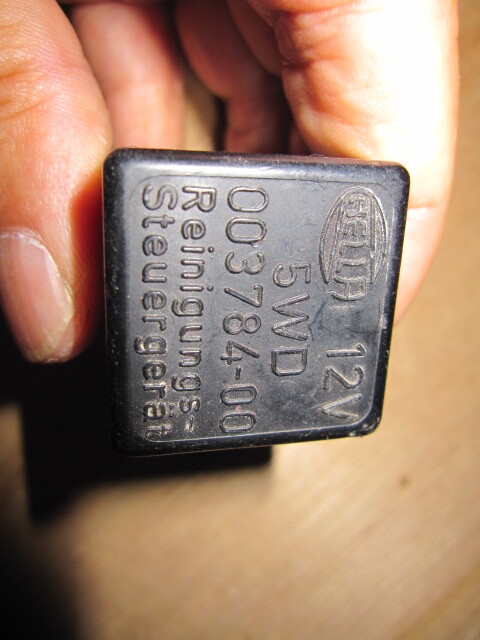 HELLA 12V
5WD
003784-00
Reinigungs-
Steuergerät